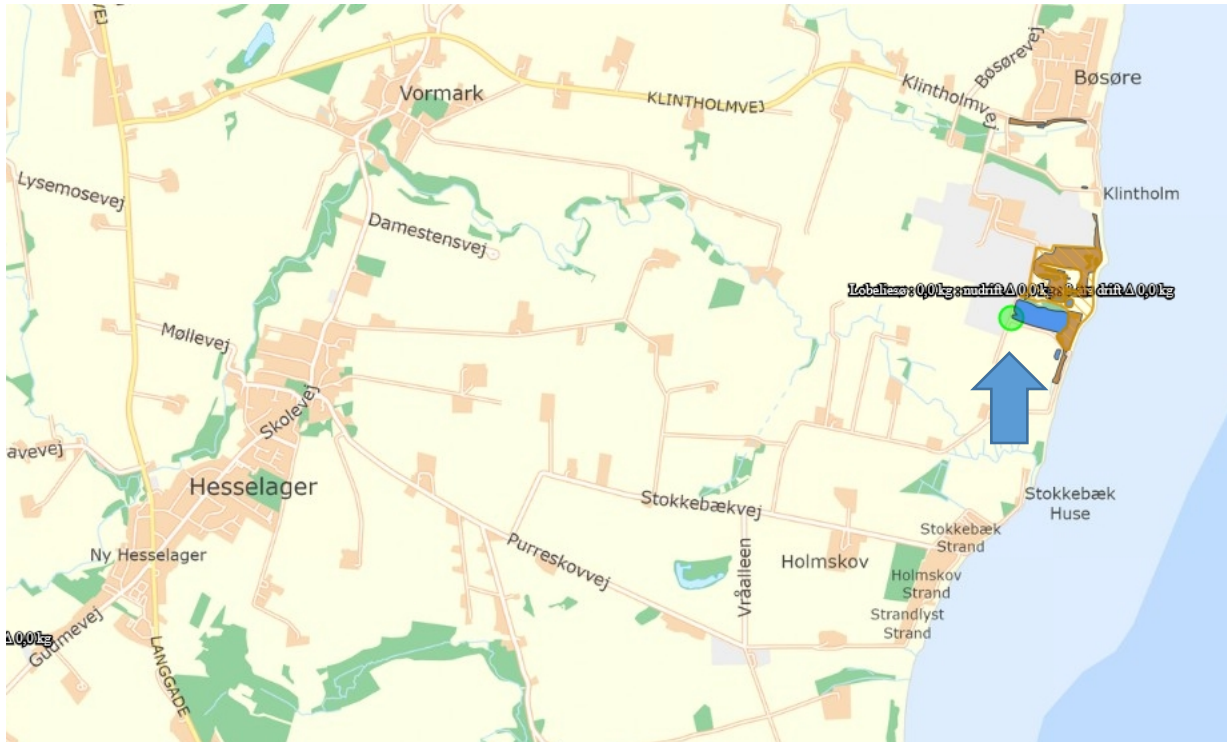 Bøsørevej
Bøsøre
Vormark
KLINTHOLMVEJ
Klintholmvej
Lysemosevej
Klintholm
Damestensvej
Lobeliesø : 0,0 kg : nudrift Δ 0,0 kg : 8 års drift Δ 0,0 kg
Møllevej
Skolevej
avevej
Hesselager
Stokkebækvej
Stokkebæk
Huse
Stokkebæk
Strand
Ny Hesselager
Purreskovvej
Holmskov
Vråalleen
Holmskov
Strand
Strandlyst
Strand
Δ 0,0 kg
Gudmevej
LANGGADE